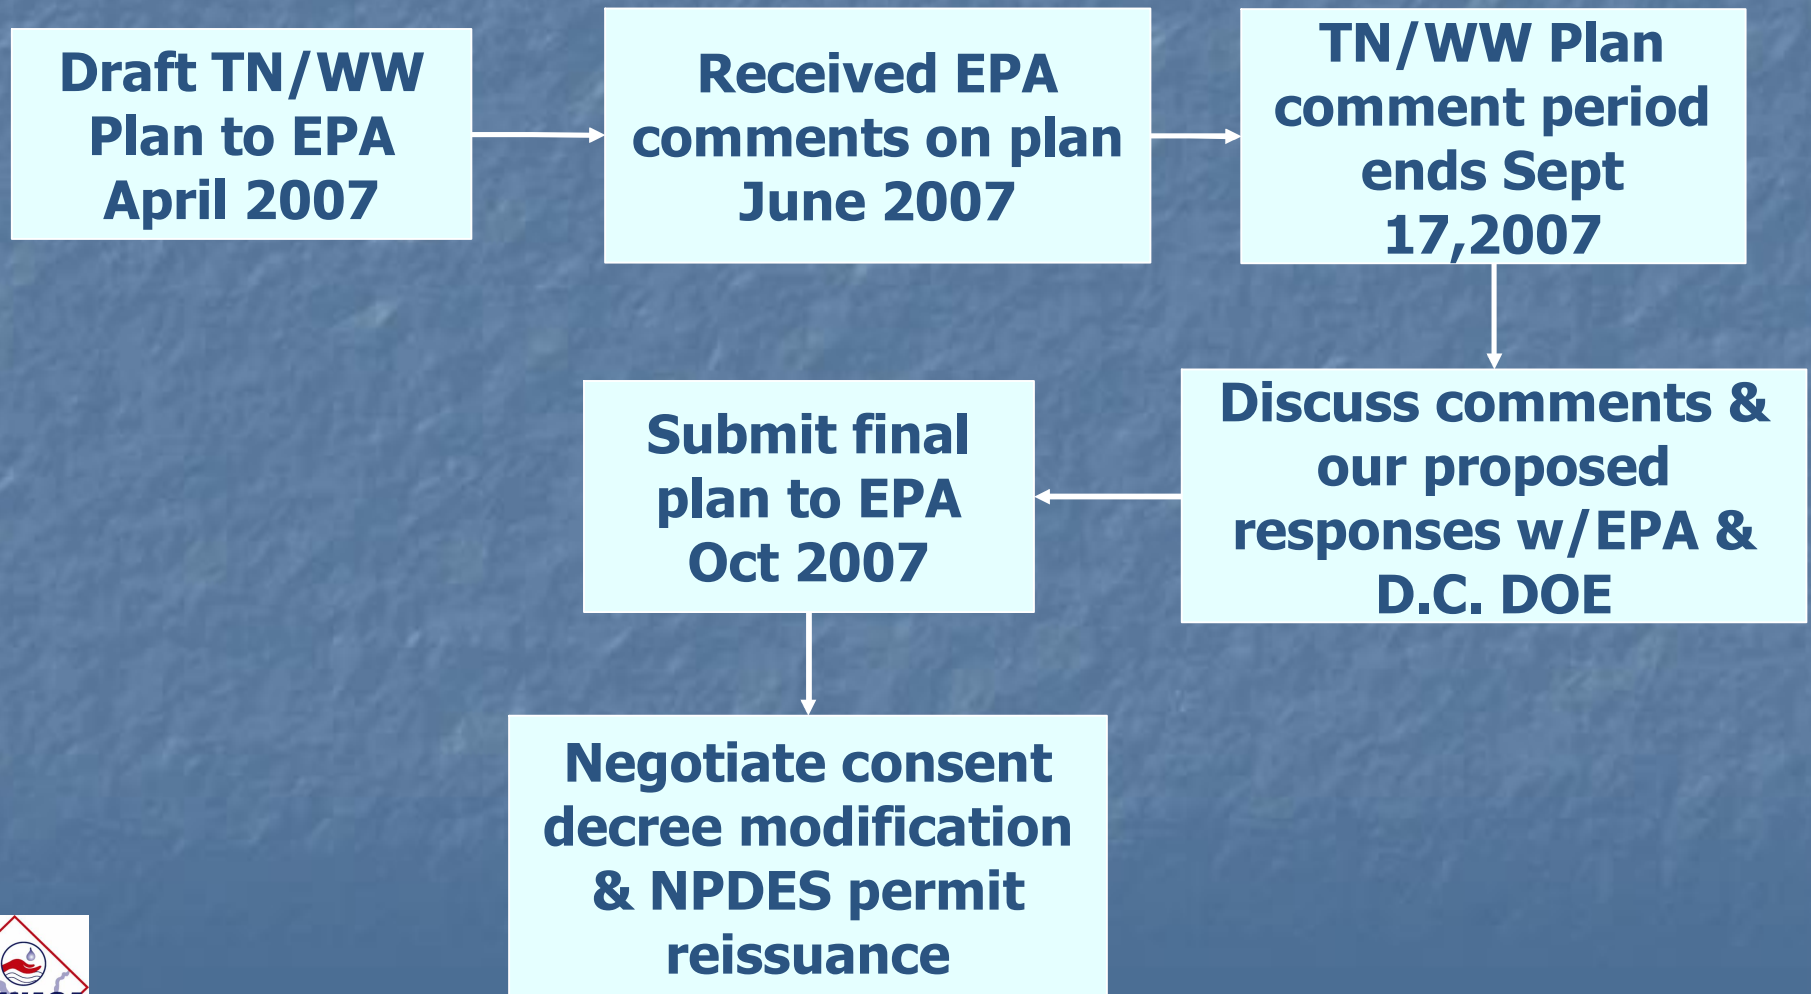 Draft TN/WW
Plan to EPA
April 2007
Received EPA
comments on plan
June 2007
TN/WW Plan
comment period
ends Sept
17,2007
Discuss comments &
our proposed
responses w/EPA &
D.C. DOE
Submit final
plan to EPA
Oct 2007
Negotiate consent
decree modification
& NPDES permit
reissuance